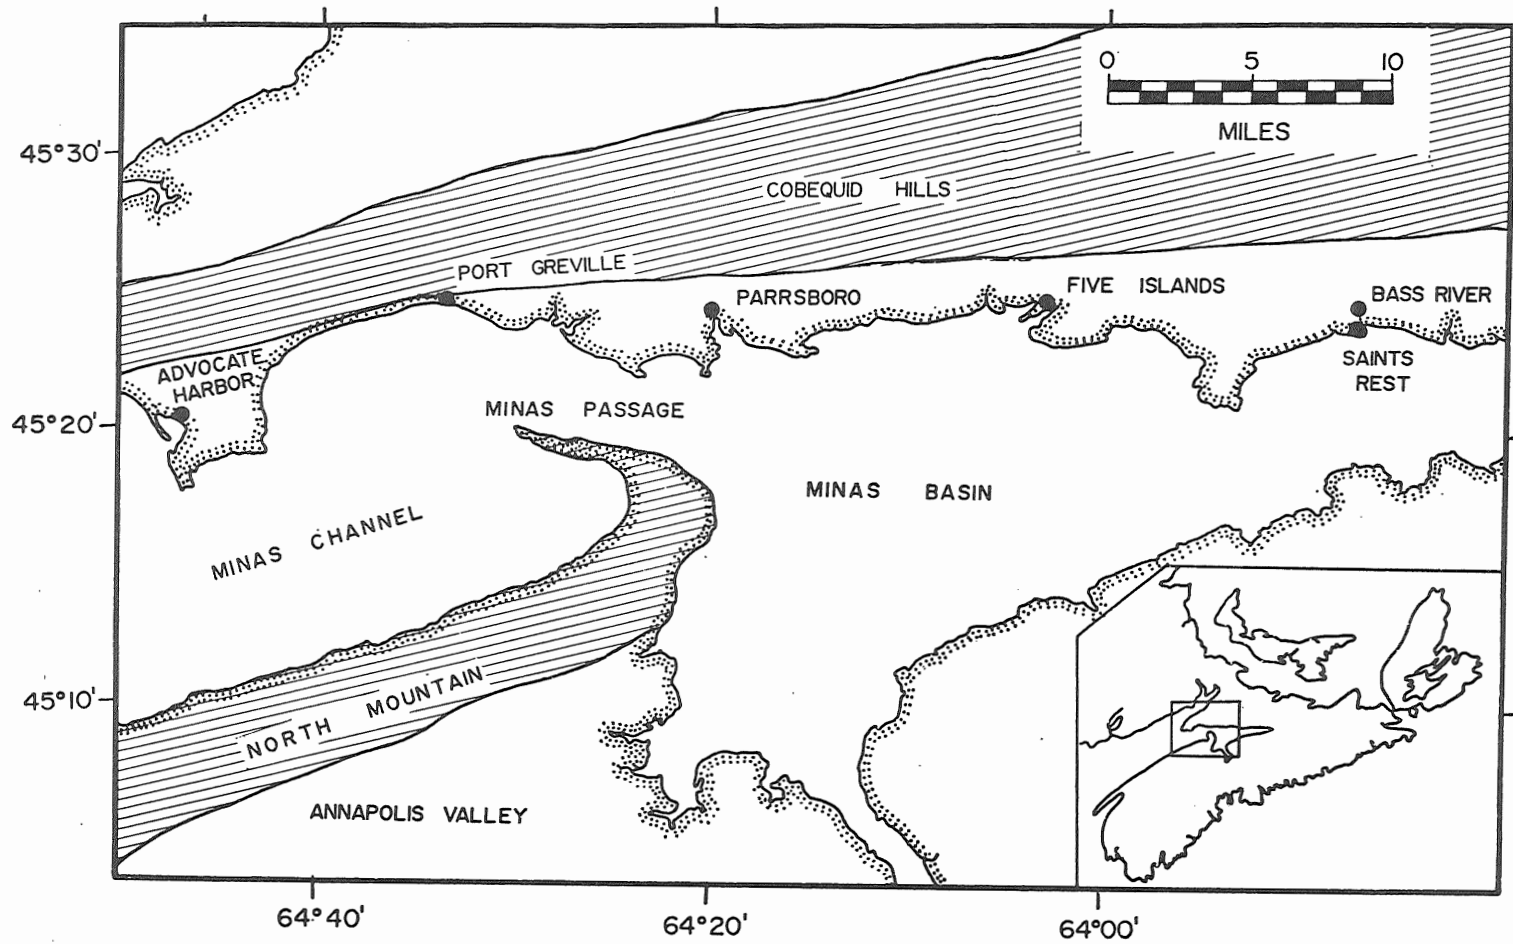 0 5 10
MILES
45°30'
COBEQUID HILLS
PORT GREVILLE
FIVE ISLANDS
PARRSBORO
BASS RIVER
ADVOCATE
HARBOR
SAINTS
REST
45°20'
MINAS PASSAGE
MINAS BASIN
MINAS CHANNEL
45°10'
NORTH MOUNTAIN
ANNAPOLIS VALLEY
64°40'
64°20'
64°00'